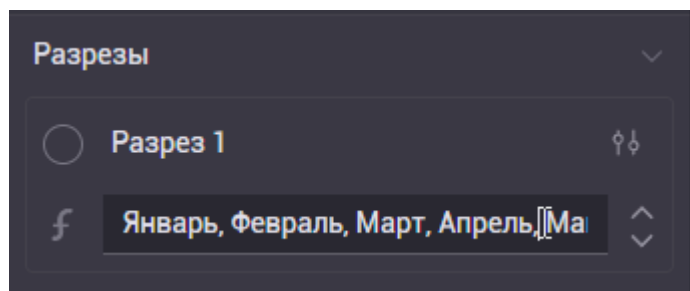 Разрезы
Разрез 1
Январь, Февраль, Март, Апрель,